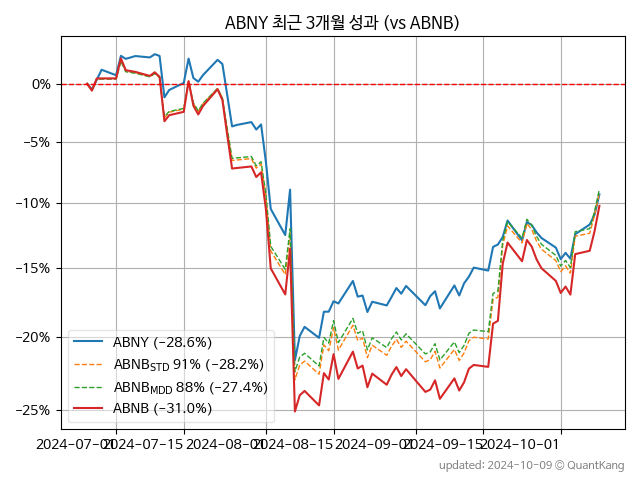 ABNY 최근 3개월 성과 (vs ABNB)
0%
−5%
−10%
−15%
−20%
−25%
ABNY (−28.6%)
ABNB_STD 91% (−28.2%)
ABNB_MDD 88% (−27.4%)
ABNB (−31.0%)
2024-07-01 2024-07-15 2024-08-01 2024-08-15 2024-09-01 2024-09-15 2024-10-01
updated: 2024-10-09 © QuantKang